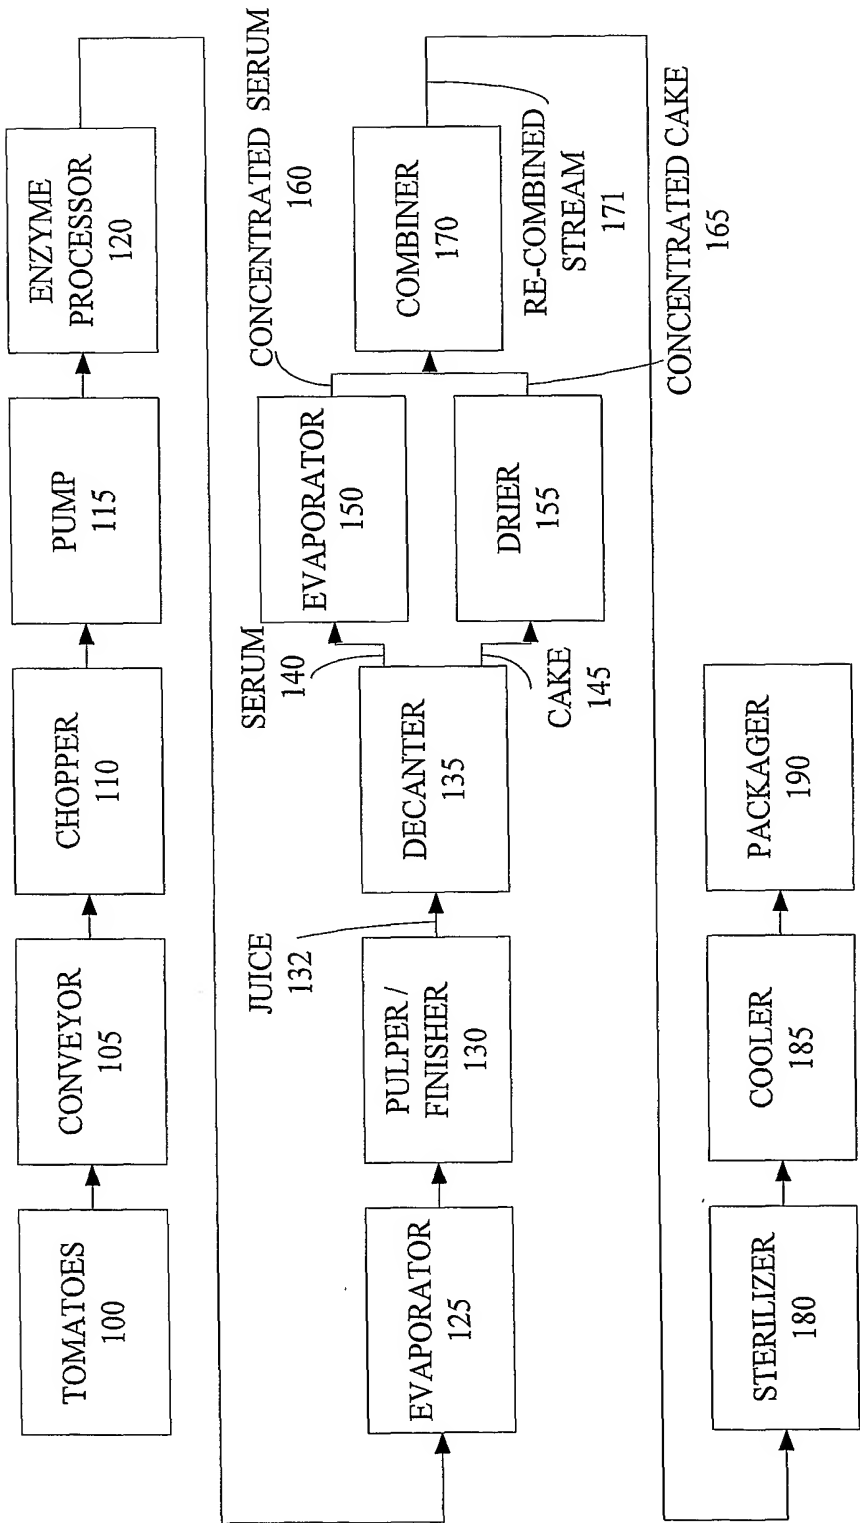 TOMATOES
100
CONVEYOR
105
CHOPPER
110
PUMP
115
ENZYME
PROCESSOR
120
EVAPORATOR
125
PULPER /
FINISHER
130
JUICE
132
DECANTER
135
SERUM
140
CAKE
145
EVAPORATOR
150
DRIER
155
CONCENTRATED SERUM
160
CONCENTRATED CAKE
165
COMBINER
170
RE-COMBINED
STREAM
171
STERILIZER
180
COOLER
185
PACKAGER
190